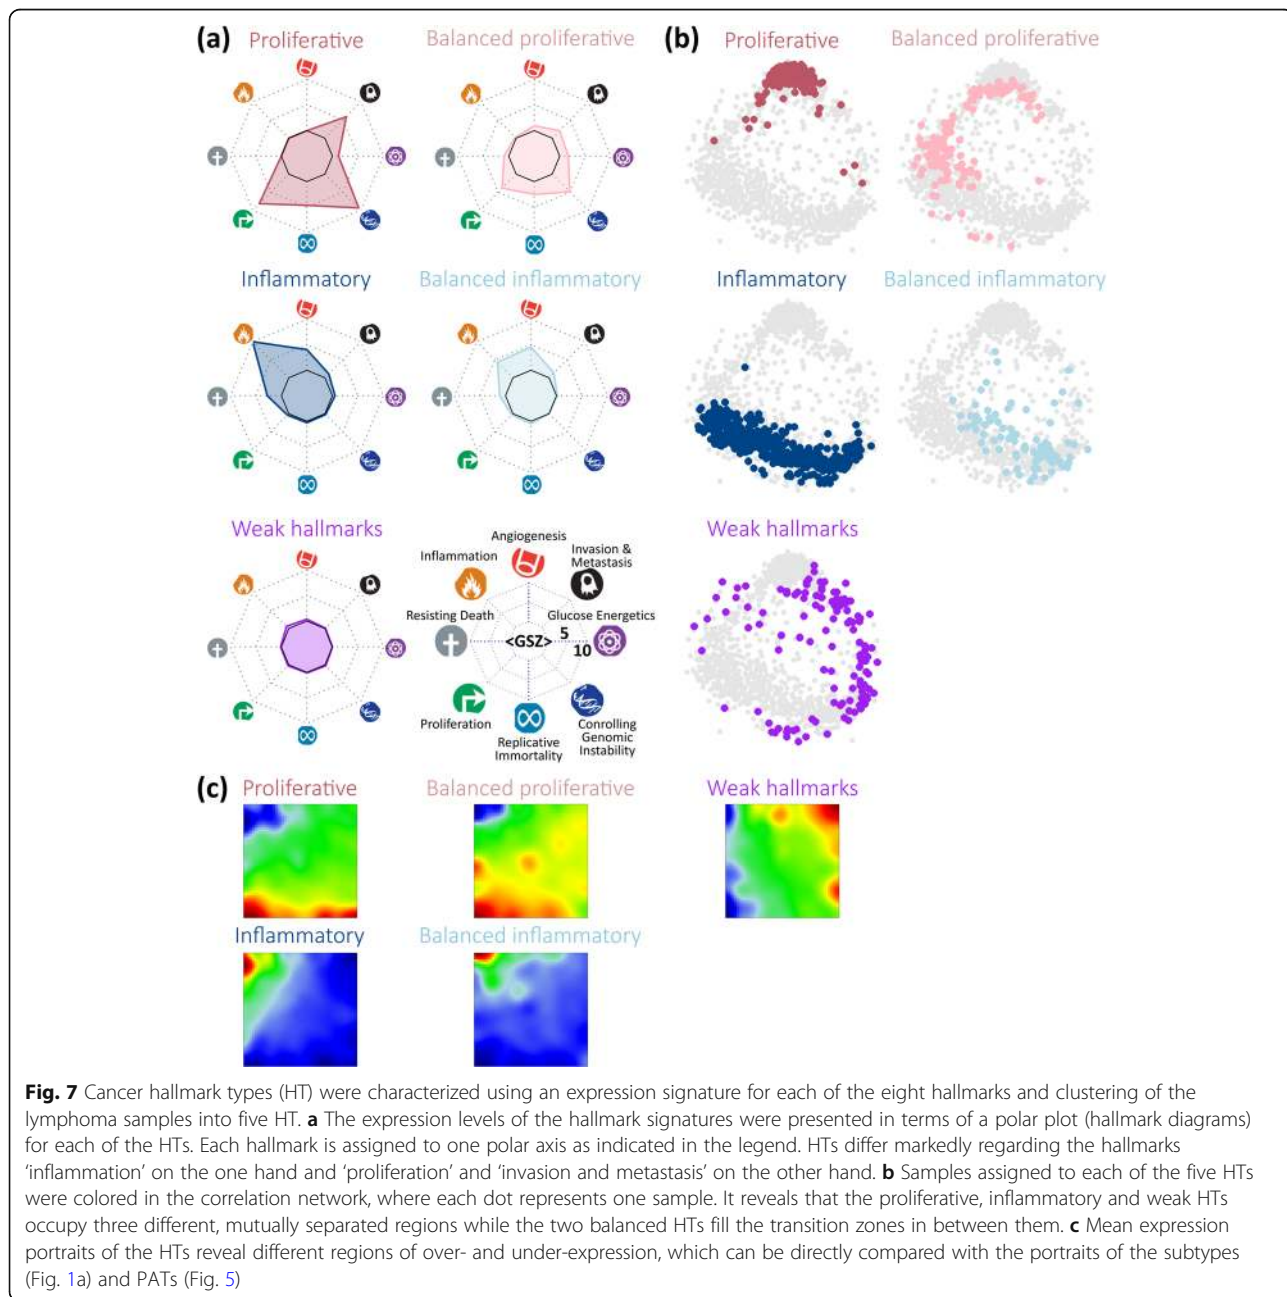 (a)
Proliferative
Balanced proliferative
(b)
Proliferative
Balanced proliferative
Inflammatory
Balanced inflammatory
Inflammatory
Balanced inflammatory
Weak hallmarks
Angiogenesis
Inflammation
Invasion &
Metastasis
Resisting Death
Glucose Energetics
<GSZ>
5
10
Proliferation
Replicative
Immortality
Conrolling
Genomic
Instability
Weak hallmarks
(c)
Proliferative
Balanced proliferative
Weak hallmarks
Inflammatory
Balanced inflammatory
Fig. 7 Cancer hallmark types (HT) were characterized using an expression signature for each of the eight hallmarks and clustering of the
lymphoma samples into five HT. a The expression levels of the hallmark signatures were presented in terms of a polar plot (hallmark diagrams)
for each of the HTs. Each hallmark is assigned to one polar axis as indicated in the legend. HTs differ markedly regarding the hallmarks
‘inflammation’ on the one hand and ‘proliferation’ and ‘invasion and metastasis’ on the other hand. b Samples assigned to each of the five HTs
were colored in the correlation network, where each dot represents one sample. It reveals that the proliferative, inflammatory and weak HTs
occupy three different, mutually separated regions while the two balanced HTs fill the transition zones in between them. c Mean expression
portraits of the HTs reveal different regions of over- and under-expression, which can be directly compared with the portraits of the subtypes
(Fig. 1a) and PATs (Fig. 5)